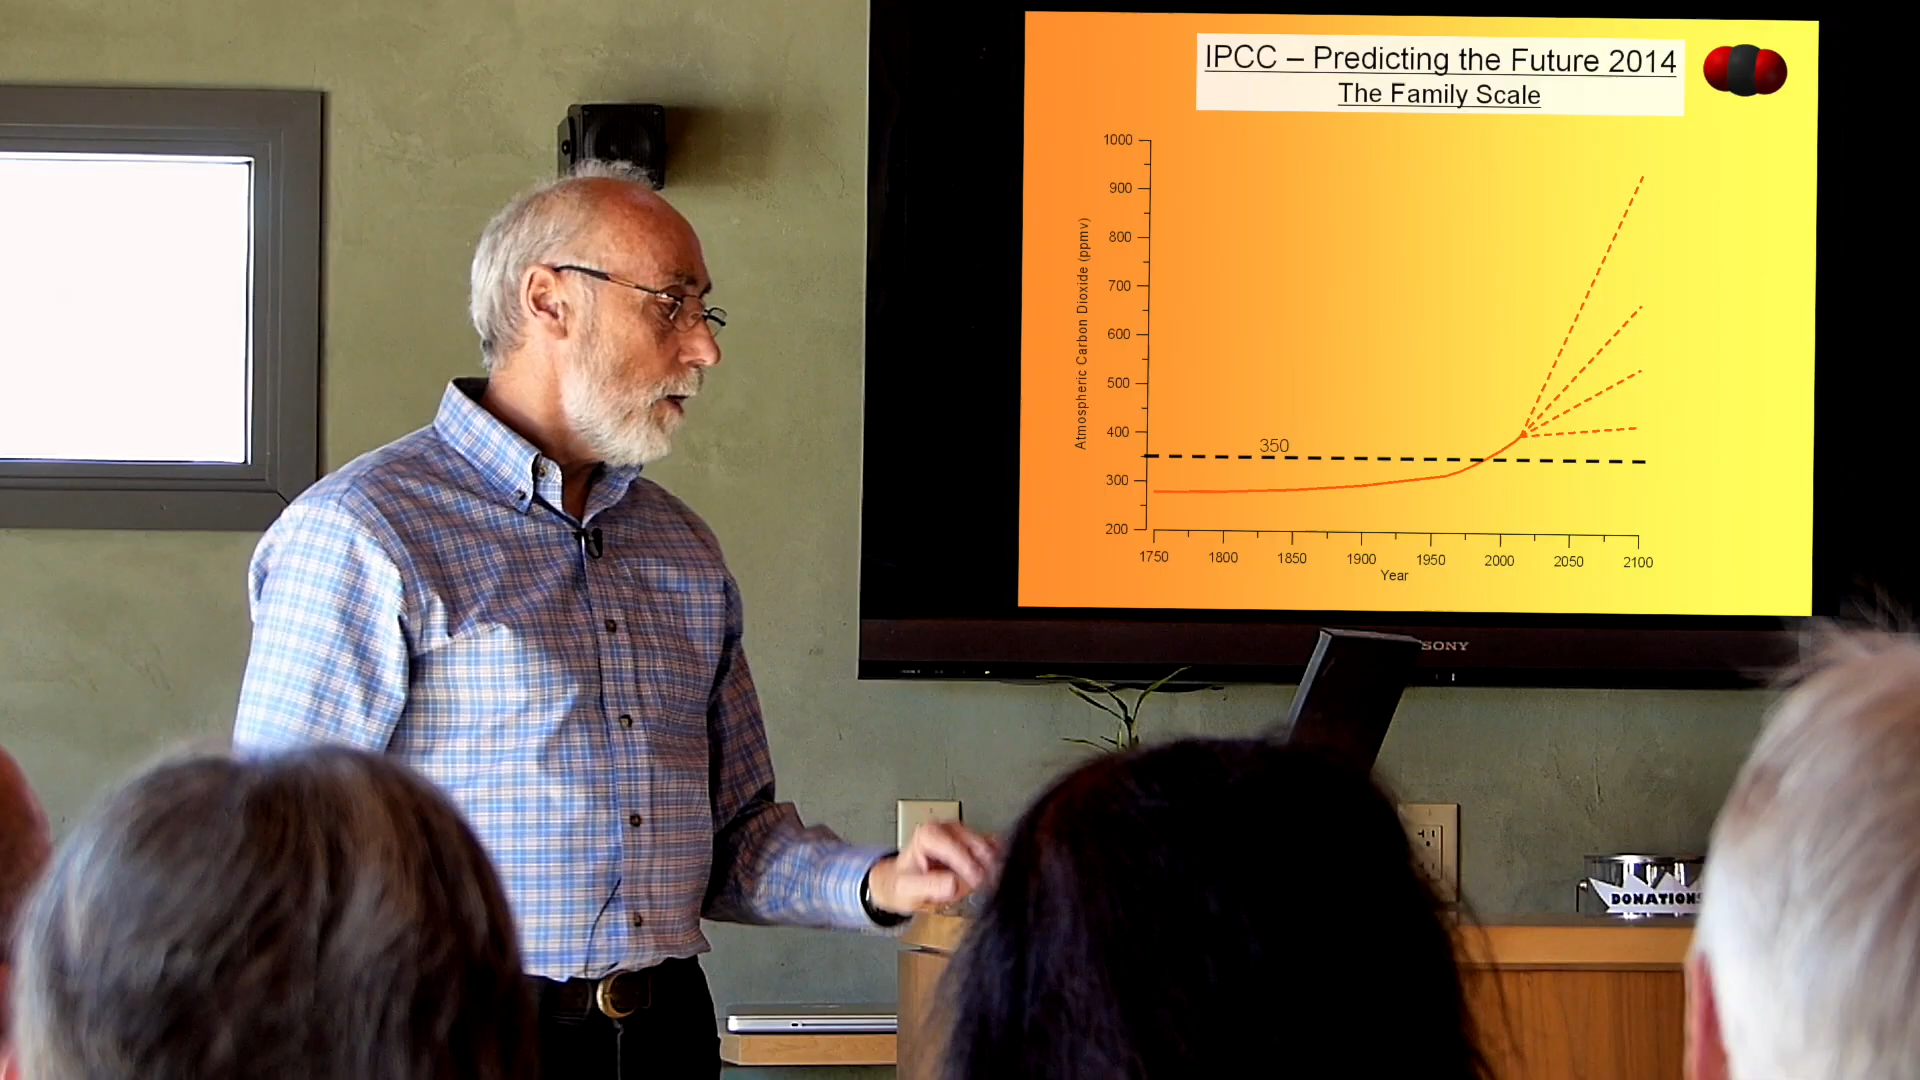 IPCC – Predicting the Future 2014
The Family Scale
1000
900
800
700
600
500
400
300
200
Atmospheric Carbon Dioxide (ppmv)
350
1750 1800 1850 1900 1950 2000 2050 2100
Year
SONY
DONATIONS